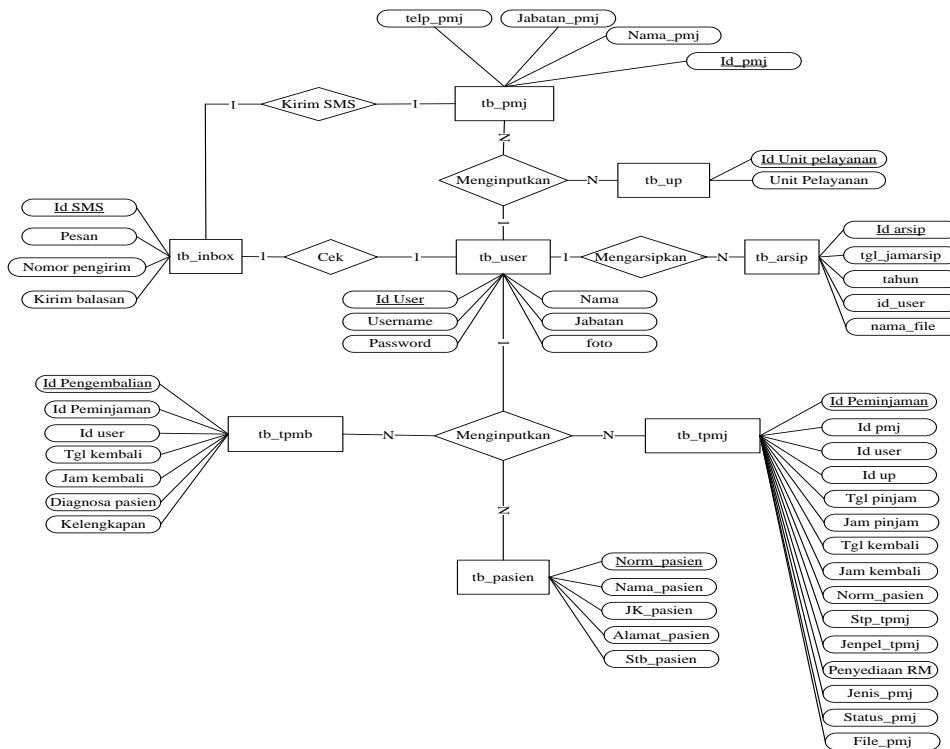 telp_pmj
Jabatan_pmj
Nama_pmj
Id_pmj
I
Kirim SMS
I
tb_pmj
N
Menginputkan
N
tb_up
Id Unit pelayanan
Unit Pelayanan
1
Id SMS
Pesan
Nomor pengirim
Kirim balasan
tb_inbox
I
Cek
I
tb_user
I
Mengarsipkan
N
tb_arsip
Id arsip
tgl_jamarsip
tahun
id_user
nama_file
Id User
Username
Password
Nama
Jabatan
foto
1
Id Pengembalian
Id Peminjaman
Id user
Tgl kembali
Jam kembali
Diagnosa pasien
Kelengkapan
tb_tpmb
N
Menginputkan
N
tb_tpmj
Id Peminjaman
Id pmj
Id user
Id up
Tgl pinjam
Jam pinjam
Tgl kembali
Jam kembali
Norm_pasien
Stp_tpmj
Jenpel_tpmj
Penyediaan RM
Jenis_pmj
Status_pmj
File_pmj
N
tb_pasien
Norm_pasien
Nama_pasien
JK_pasien
Alamat_pasien
Stb_pasien